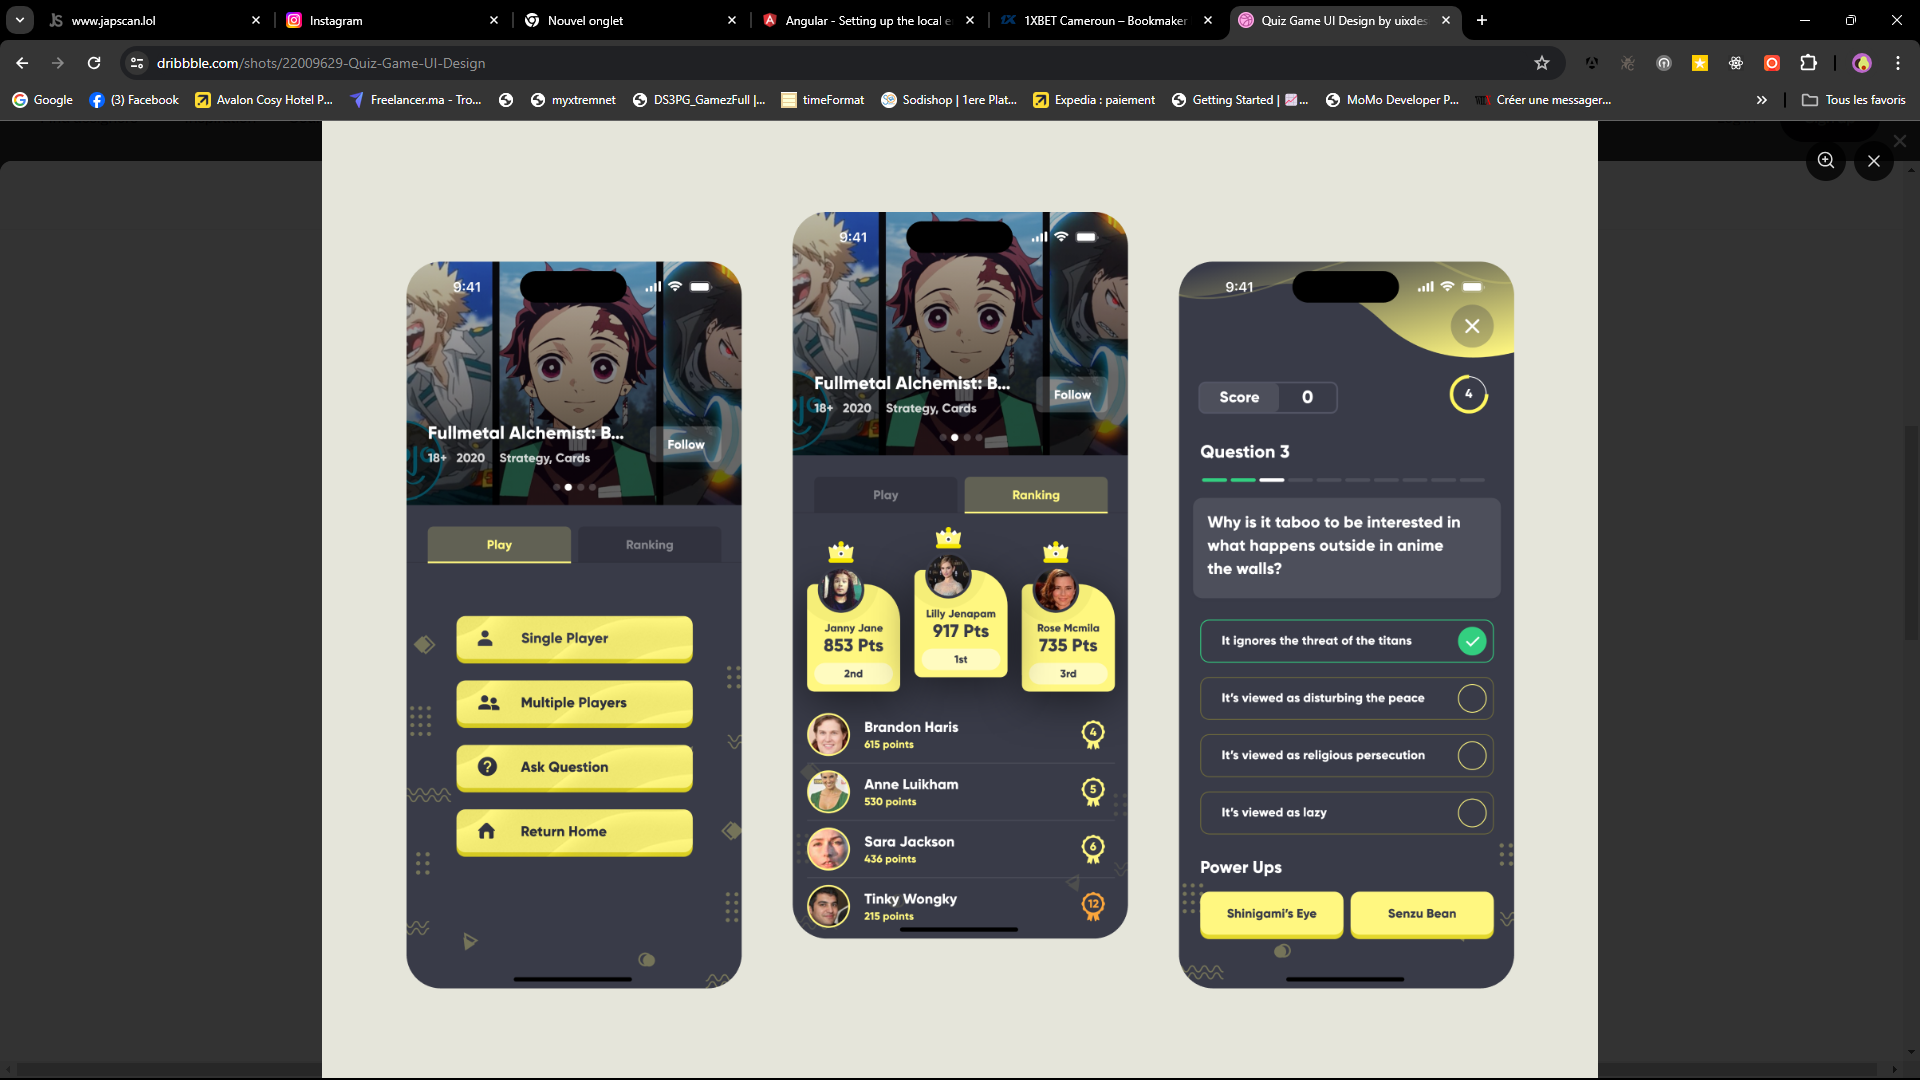 www.japscan.lol
Instagram
Nouvel onglet
Angular - Setting up the local e
1XBET Cameroun – Bookmaker
Quiz Game UI Design by uixdes
dribbble.com/shots/22009629-Quiz-Game-UI-Design
Google
(3) Facebook
Avalon Cosy Hotel P...
Freelancer.ma - Tro...
myxtremnet
DS3PG_GamezFull |...
timeFormat
Sodishop | 1ere Plat...
Expedia : paiement
Getting Started | 📈...
MoMo Developer P...
Créer une messager...
Tous les favoris
9:41
Fullmetal Alchemist: B...
18+ 2020 Strategy, Cards
Follow
Play
Ranking
Single Player
Multiple Players
Ask Question
Return Home
9:41
Fullmetal Alchemist: B...
18+ 2020 Strategy, Cards
Follow
Play
Ranking
Janny Jane
853 Pts
2nd
Lilly Jenapam
917 Pts
1st
Rose Mcmila
735 Pts
3rd
Brandon Haris
615 points
4
Anne Luikham
530 points
5
Sara Jackson
436 points
6
Tinky Wongky
215 points
12
9:41
Score 0
4
Question 3
Why is it taboo to be interested in
what happens outside in anime
the walls?
It ignores the threat of the titans
It's viewed as disturbing the peace
It's viewed as religious persecution
It's viewed as lazy
Power Ups
Shinigami's Eye
Senzu Bean